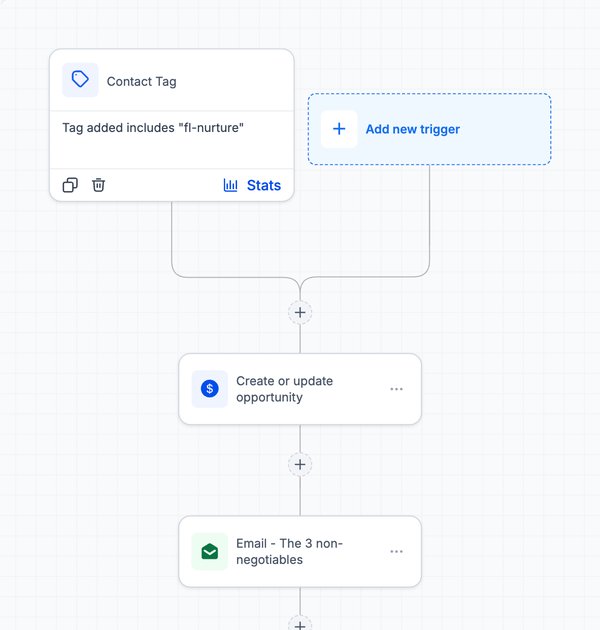 Contact Tag
Tag added includes "fl-nurture"
Stats
Add new trigger
Create or update
opportunity
Email - The 3 non-
negotiables